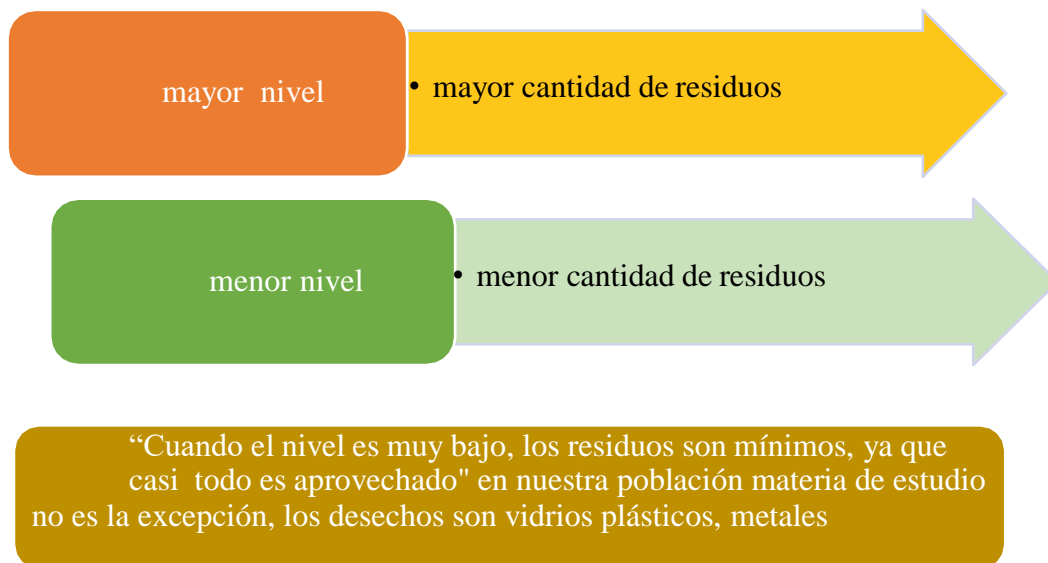 mayor nivel
• mayor cantidad de residuos
menor nivel
• menor cantidad de residuos
“Cuando el nivel es muy bajo, los residuos son mínimos, ya que
casi todo es aprovechado" en nuestra población materia de estudio
no es la excepción, los desechos son vidrios plásticos, metales